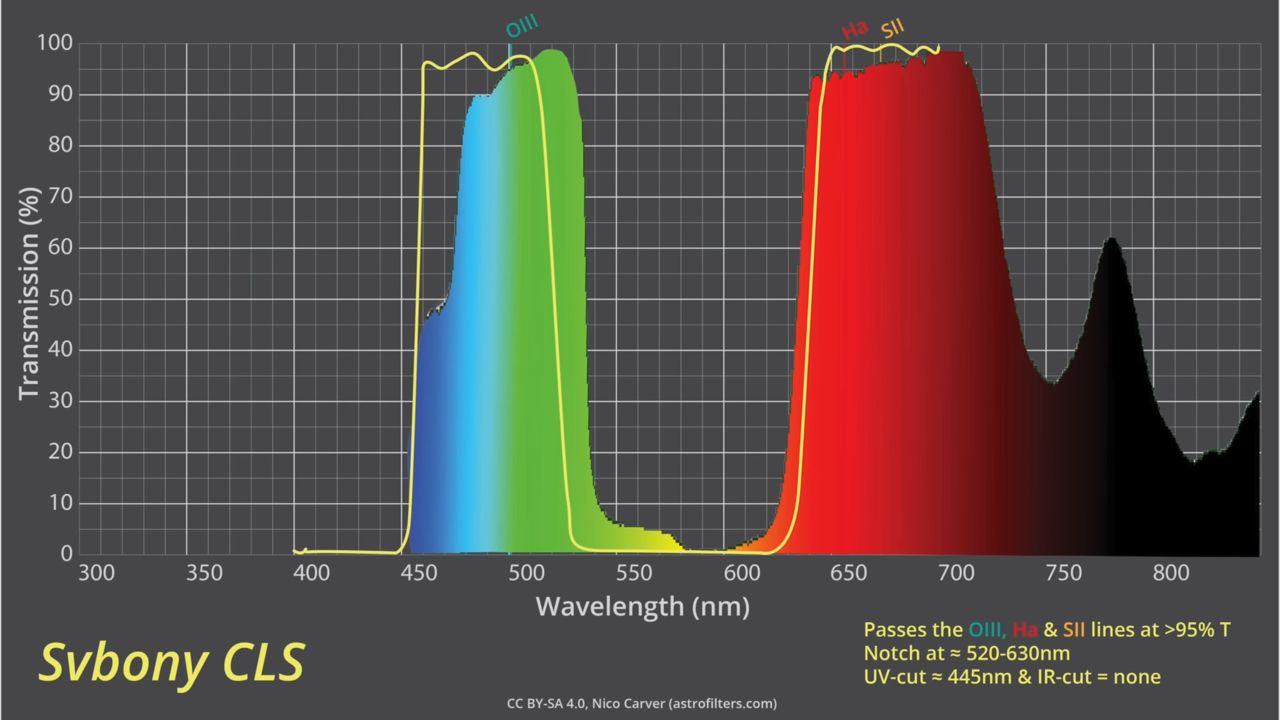 OIII Ha SII
100
90
80
70
60
50
40
30
20
10
0
Transmission (%)
300 350 400 450 500 550 600 650 700 750 800
Wavelength (nm)
Svbony CLS
Passes the OIII, Ha & SII lines at >95% T
Notch at ≈ 520-630nm
UV-cut ≈ 445nm & IR-cut = none
CC BY-SA 4.0, Nico Carver (astrofilters.com)